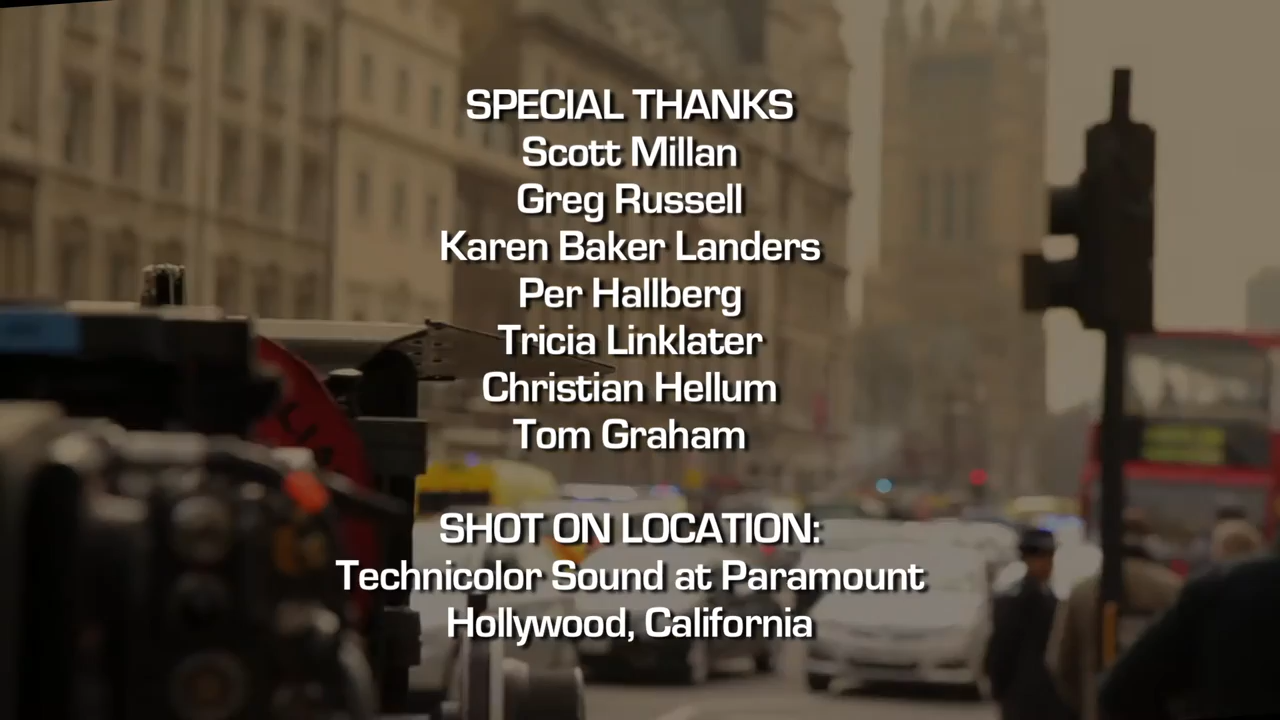 SPECIAL THANKS
Scott Millan
Greg Russell
Karen Baker Landers
Per Hallberg
Tricia Linklater
Christian Hellum
Tom Graham
SHOT ON LOCATION:
Technicolor Sound at Paramount
Hollywood, California